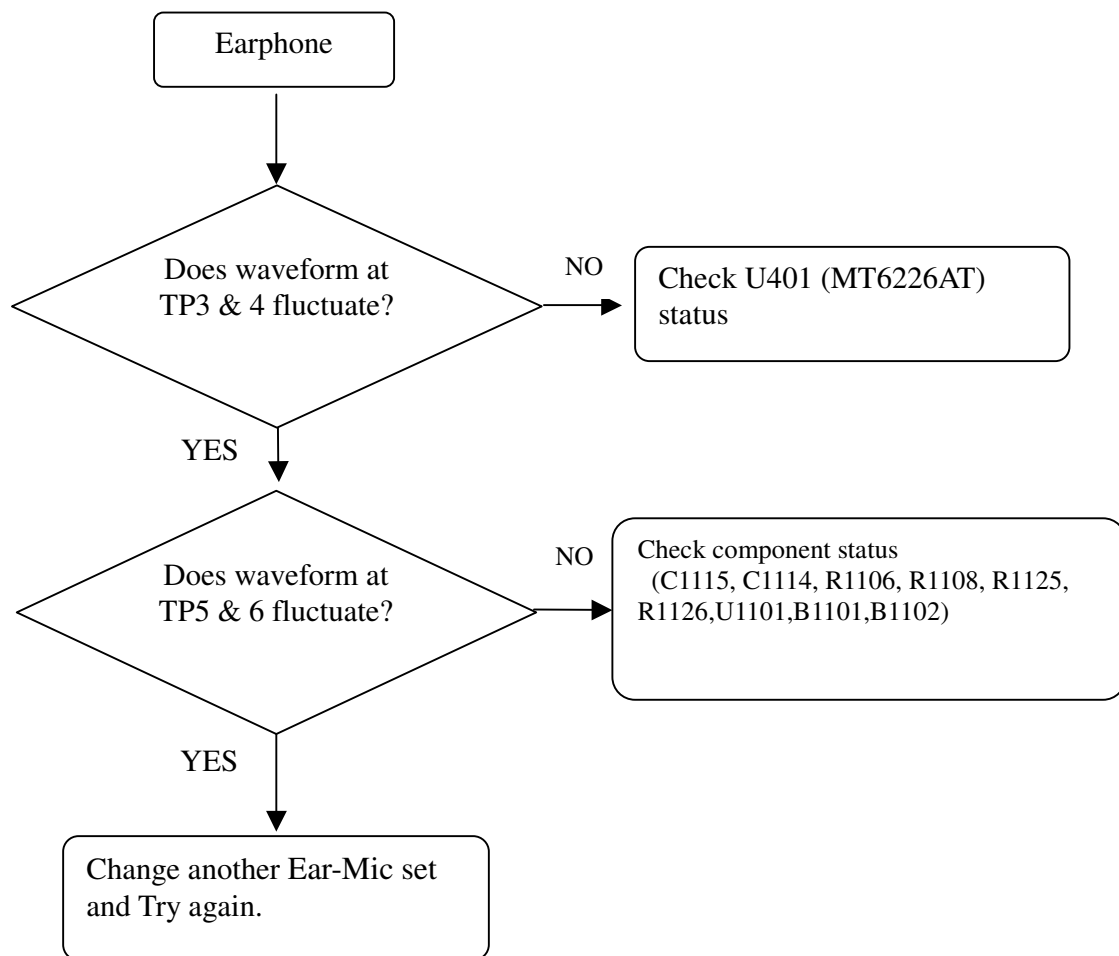 Earphone
Does waveform at
TP3 & 4 fluctuate?
NO
Check U401 (MT6226AT)
status
YES
Does waveform at
TP5 & 6 fluctuate?
NO
Check component status
(C1115, C1114, R1106, R1108, R1125,
R1126,U1101,B1101,B1102)
YES
Change another Ear-Mic set
and Try again.